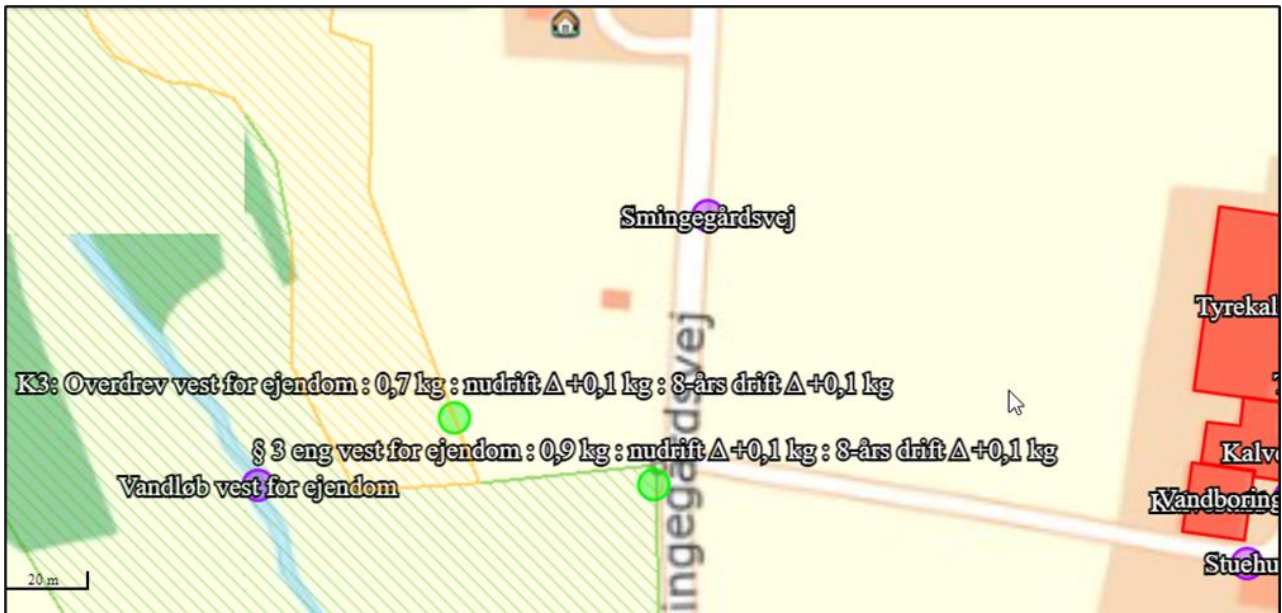 Smingegårdsvej
Tyrekal
ingegårdsvej
K3: Overdrev vest for ejendom : 0,7 kg : nudrift Δ +0,1 kg : 8-års drift Δ +0,1 kg
§ 3 eng vest for ejendom : 0,9 kg : nudrift Δ +0,1 kg : 8-års drift Δ +0,1 kg
Kalve
Vandløb vest for ejendom
Vandboring
Stuehu
20 m